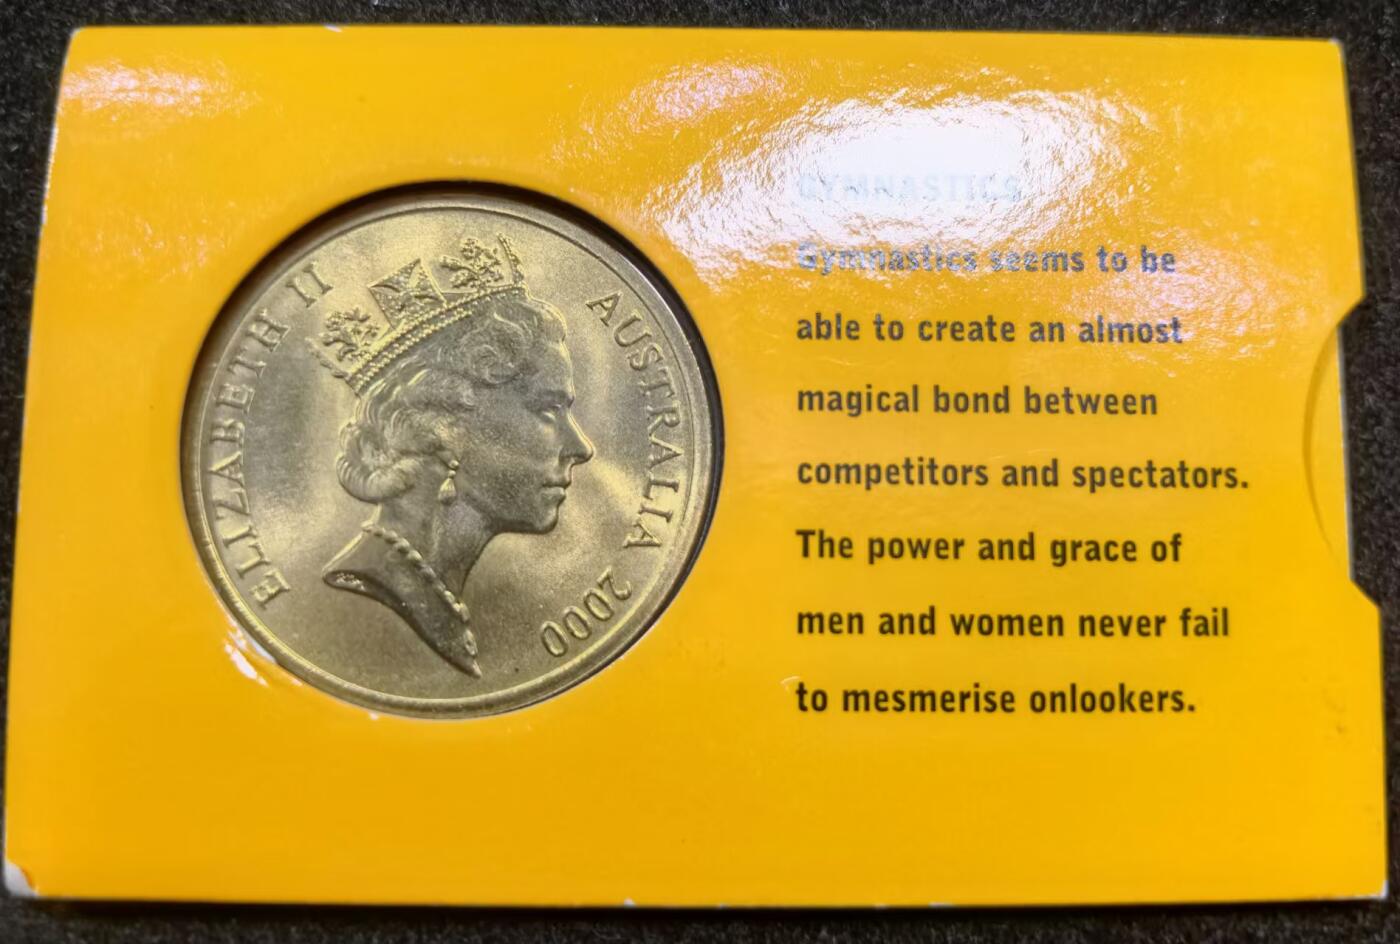 ELIZABETH II
AUSTRALIA 2000
GYMNASTICS
Gymnastics seems to be
able to create an almost
magical bond between
competitors and spectators.
The power and grace of
men and women never fail
to mesmerise onlookers.